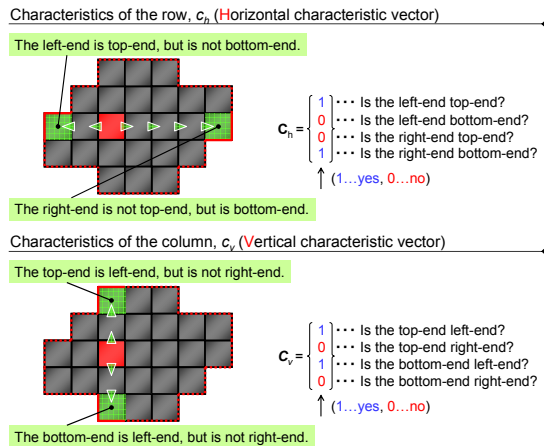 Characteristics of the row, c_h (Horizontal characteristic vector)
The left-end is top-end, but is not bottom-end.
C_h = 1 ··· Is the left-end top-end?
0 ··· Is the left-end bottom-end?
0 ··· Is the right-end top-end?
1 ··· Is the right-end bottom-end?
(1…yes, 0…no)
The right-end is not top-end, but is bottom-end.
Characteristics of the column, c_v (Vertical characteristic vector)
The top-end is left-end, but is not right-end.
C_v = 1 ··· Is the top-end left-end?
0 ··· Is the top-end right-end?
1 ··· Is the bottom-end left-end?
0 ··· Is the bottom-end right-end?
(1…yes, 0…no)
The bottom-end is left-end, but is not right-end.